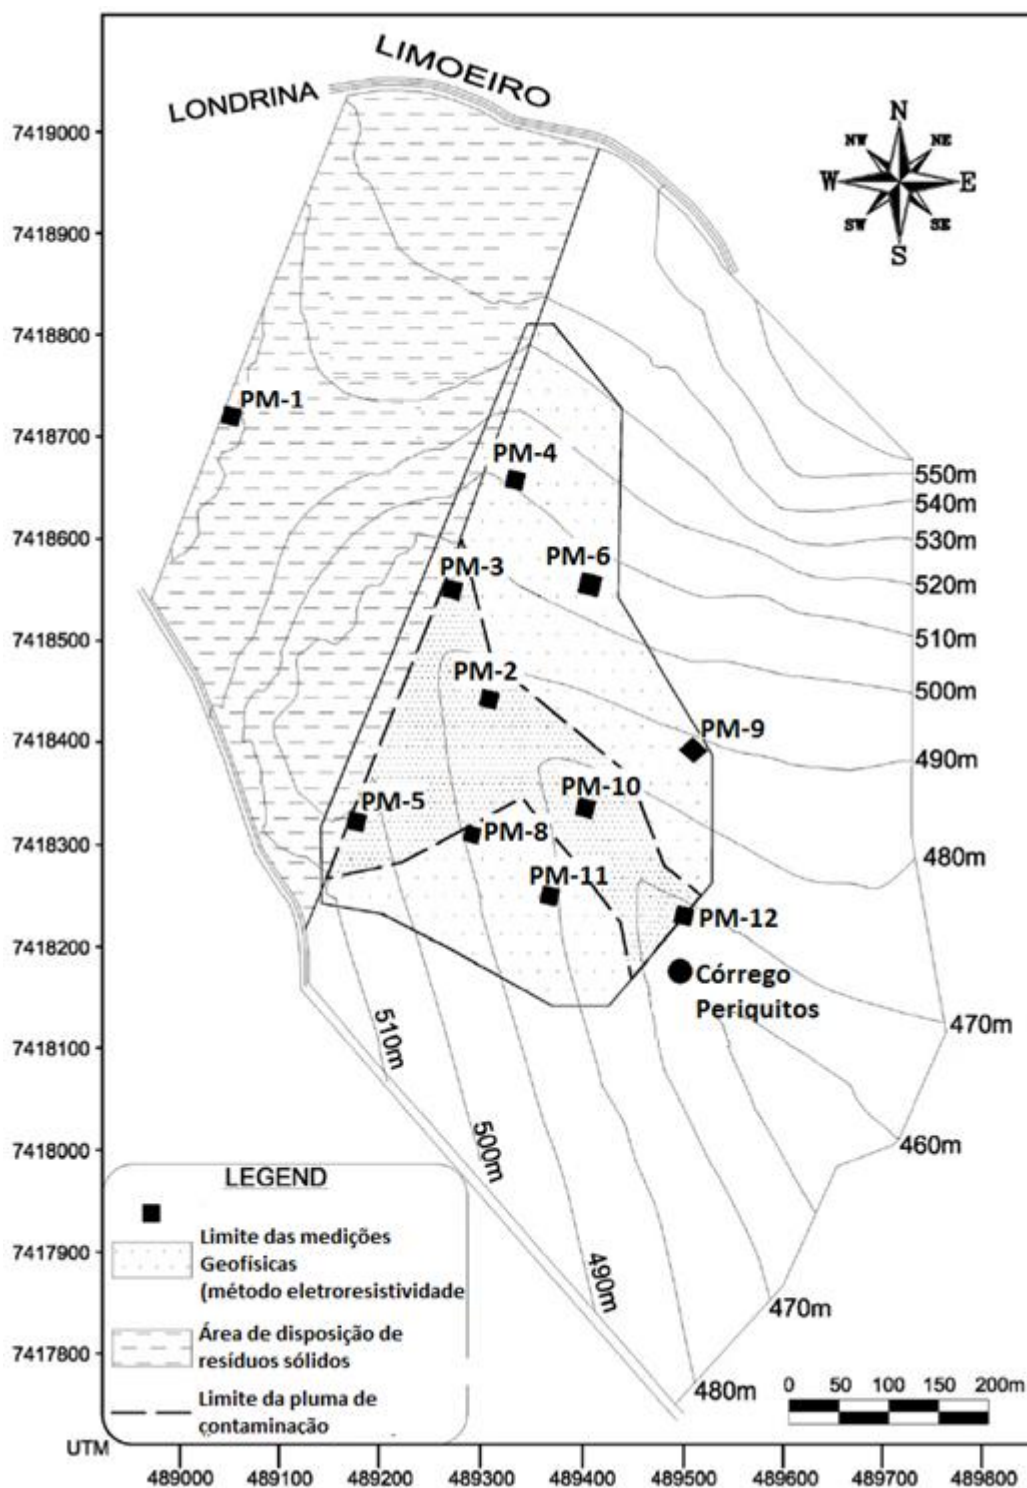 LIMOEIRO
LONDRINA
N
NW
NE
W
E
SW
SE
S
7419000
7418900
7418800
7418700
7418600
7418500
7418400
7418300
7418200
7418100
7418000
7417900
7417800
UTM
PM-1
PM-4
PM-3
PM-6
PM-2
PM-9
PM-10
PM-5
PM-8
PM-11
PM-12
Córrego
Periquitos
550m
540m
530m
520m
510m
500m
490m
480m
470m
460m
470m
480m
490m
500m
510m
LEGEND
Limite das medições
Geofísicas
(método eletroresistividade
Área de disposição de
resíduos sólidos
Limite da pluma de
contaminação
0 50 100 150 200m
489000 489100 489200 489300 489400 489500 489600 489700 489800